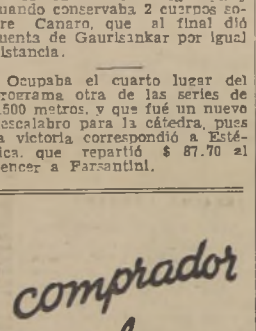 uando conservaba 2 cuernos so-
re Canaro, que al final dió
uenta de Gaurisankar por igual
istancia.
Ocupaba el cuarto lugar del
rograma otra de las series de
.500 metros, y que fué un nuevo
escalabro para la cátedra, pues
a victoria correspondió a Esté-
ica, que repartió $ 87.70 al
encer a Farsantini.
comprador